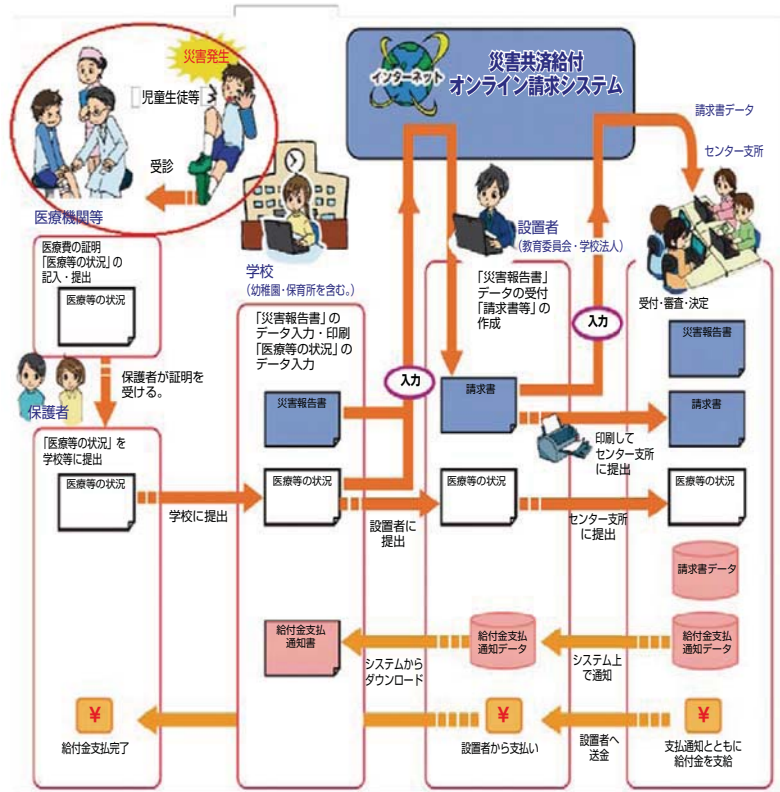 災害発生
児童生徒等
受診
医療機関等
インターネット
災害共済給付
オンライン請求システム
請求書データ
センター支所
医療費の証明
「医療等の状況」の
記入・提出
医療等の状況
保護者
保護者が証明を
受ける。
「医療等の状況」を
学校等に提出
医療等の状況
学校に提出
給付金支払完了
学校
(幼稚園・保育所を含む。)
「災害報告書」の
データ入力・印刷
「医療等の状況」の
データ入力
災害報告書
入力
医療等の状況
設置者に
提出
給付金支払
通知書
システムから
ダウンロード
設置者
(教育委員会・学校法人)
「災害報告書」
データの受付
「請求書等」の
作成
入力
請求書
印刷して
センター支所
に提出
医療等の状況
センター支所
に提出
給付金支払
通知データ
システム上
で通知
¥
設置者から支払い
設置者へ
送金
受付・審査・決定
災害報告書
請求書
医療等の状況
請求書データ
給付金支払
通知データ
¥
支払通知とともに
給付金を支給
¥